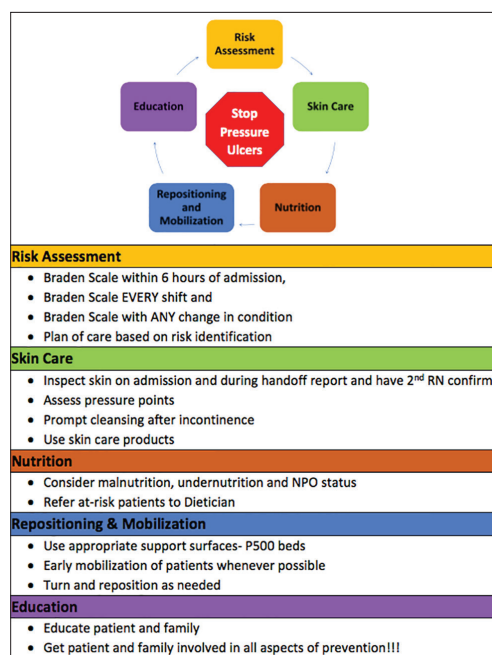 Risk
Assessment
Education
Stop
Pressure
Ulcers
Skin Care
Repositioning
and
Mobilization
Nutrition
Risk Assessment
• Braden Scale within 6 hours of admission,
• Braden Scale EVERY shift and
• Braden Scale with ANY change in condition
• Plan of care based on risk identification
Skin Care
• Inspect skin on admission and during handoff report and have 2nd RN confirm
• Assess pressure points
• Prompt cleansing after incontinence
• Use skin care products
Nutrition
• Consider malnutrition, undernutrition and NPO status
• Refer at-risk patients to Dietician
Repositioning & Mobilization
• Use appropriate support surfaces- P500 beds
• Early mobilization of patients whenever possible
• Turn and reposition as needed
Education
• Educate patient and family
• Get patient and family involved in all aspects of prevention!!!